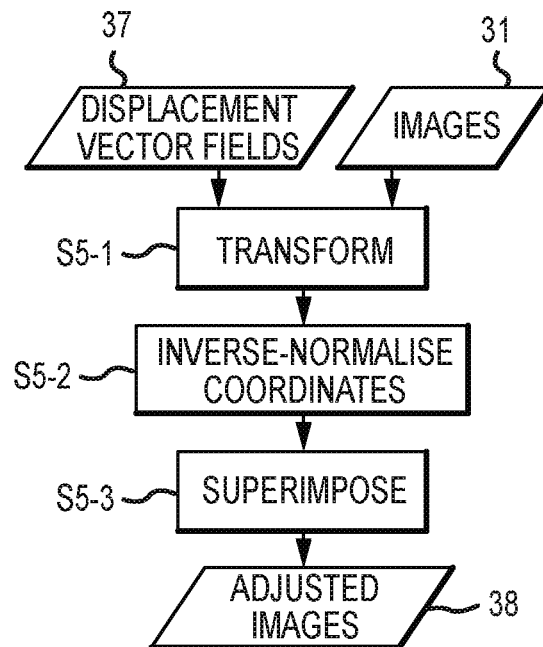 37
31
DISPLACEMENT
VECTOR FIELDS
IMAGES
S5-1
TRANSFORM
S5-2
INVERSE-NORMALISE
COORDINATES
S5-3
SUPERIMPOSE
ADJUSTED
IMAGES
38